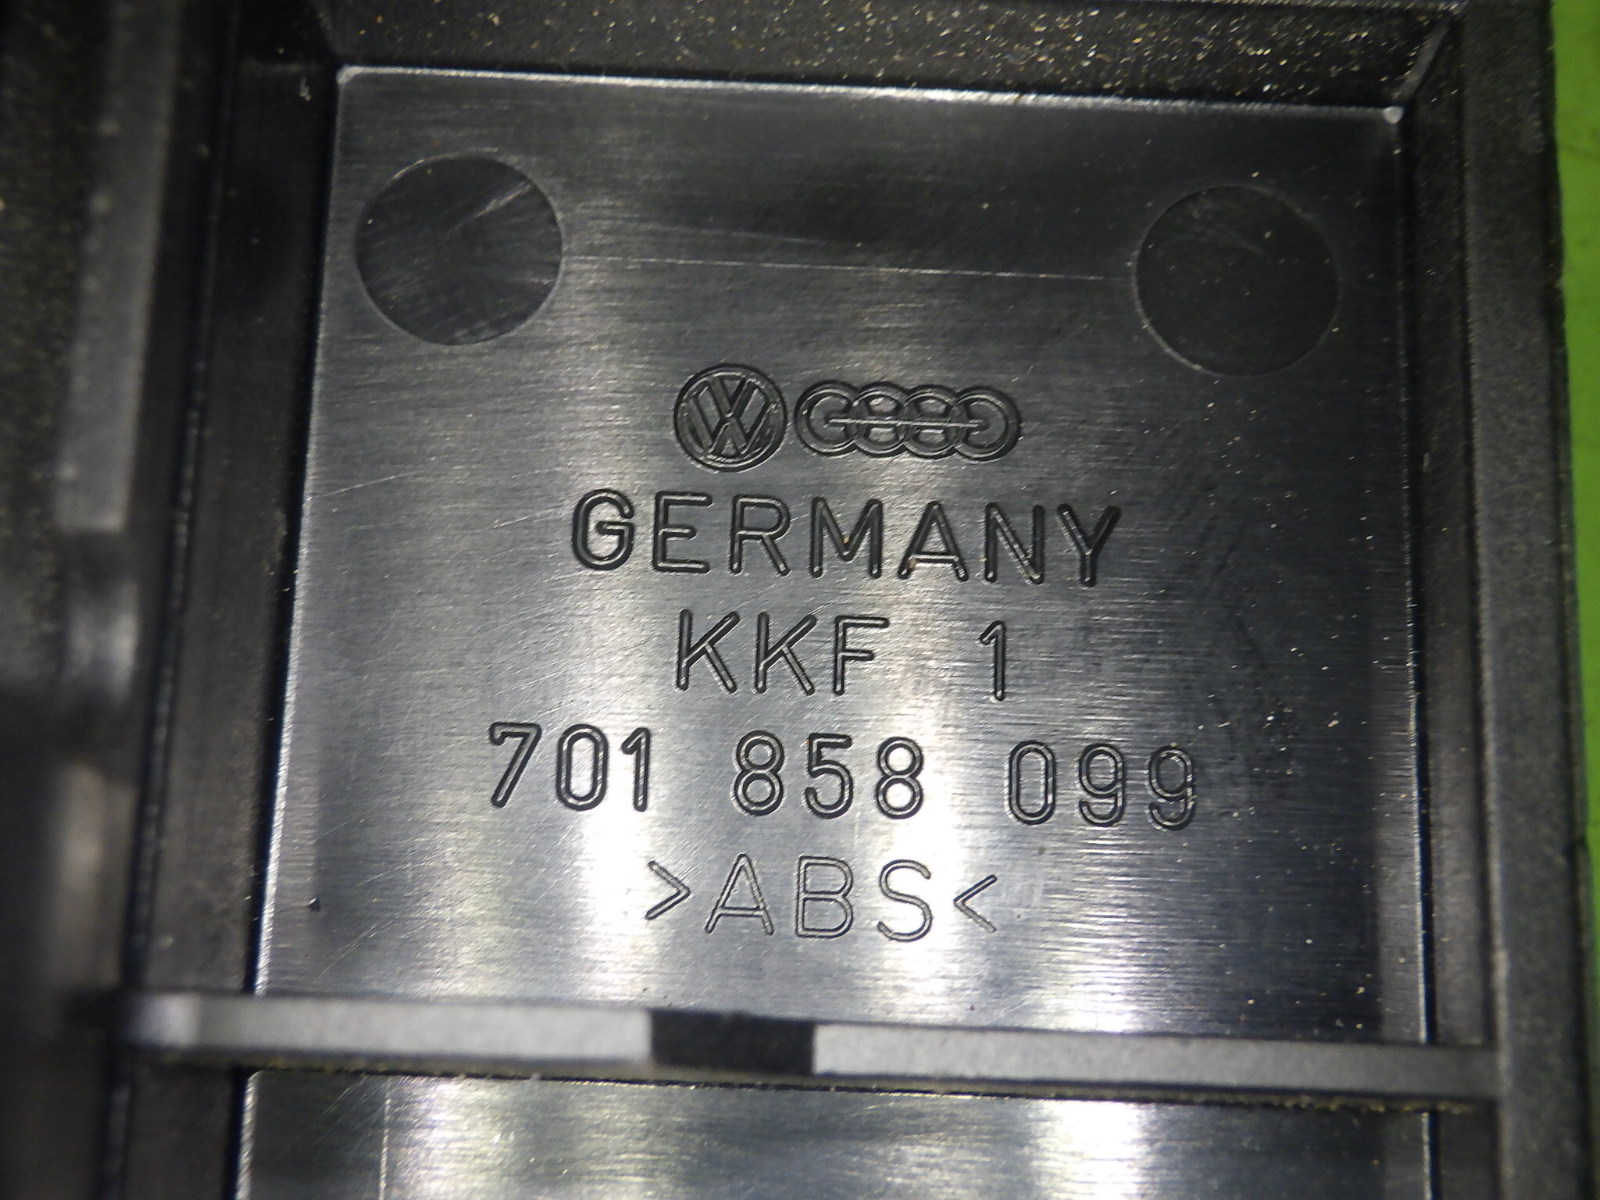 GERMANY
KKF 1
701 858 099
>ABS<